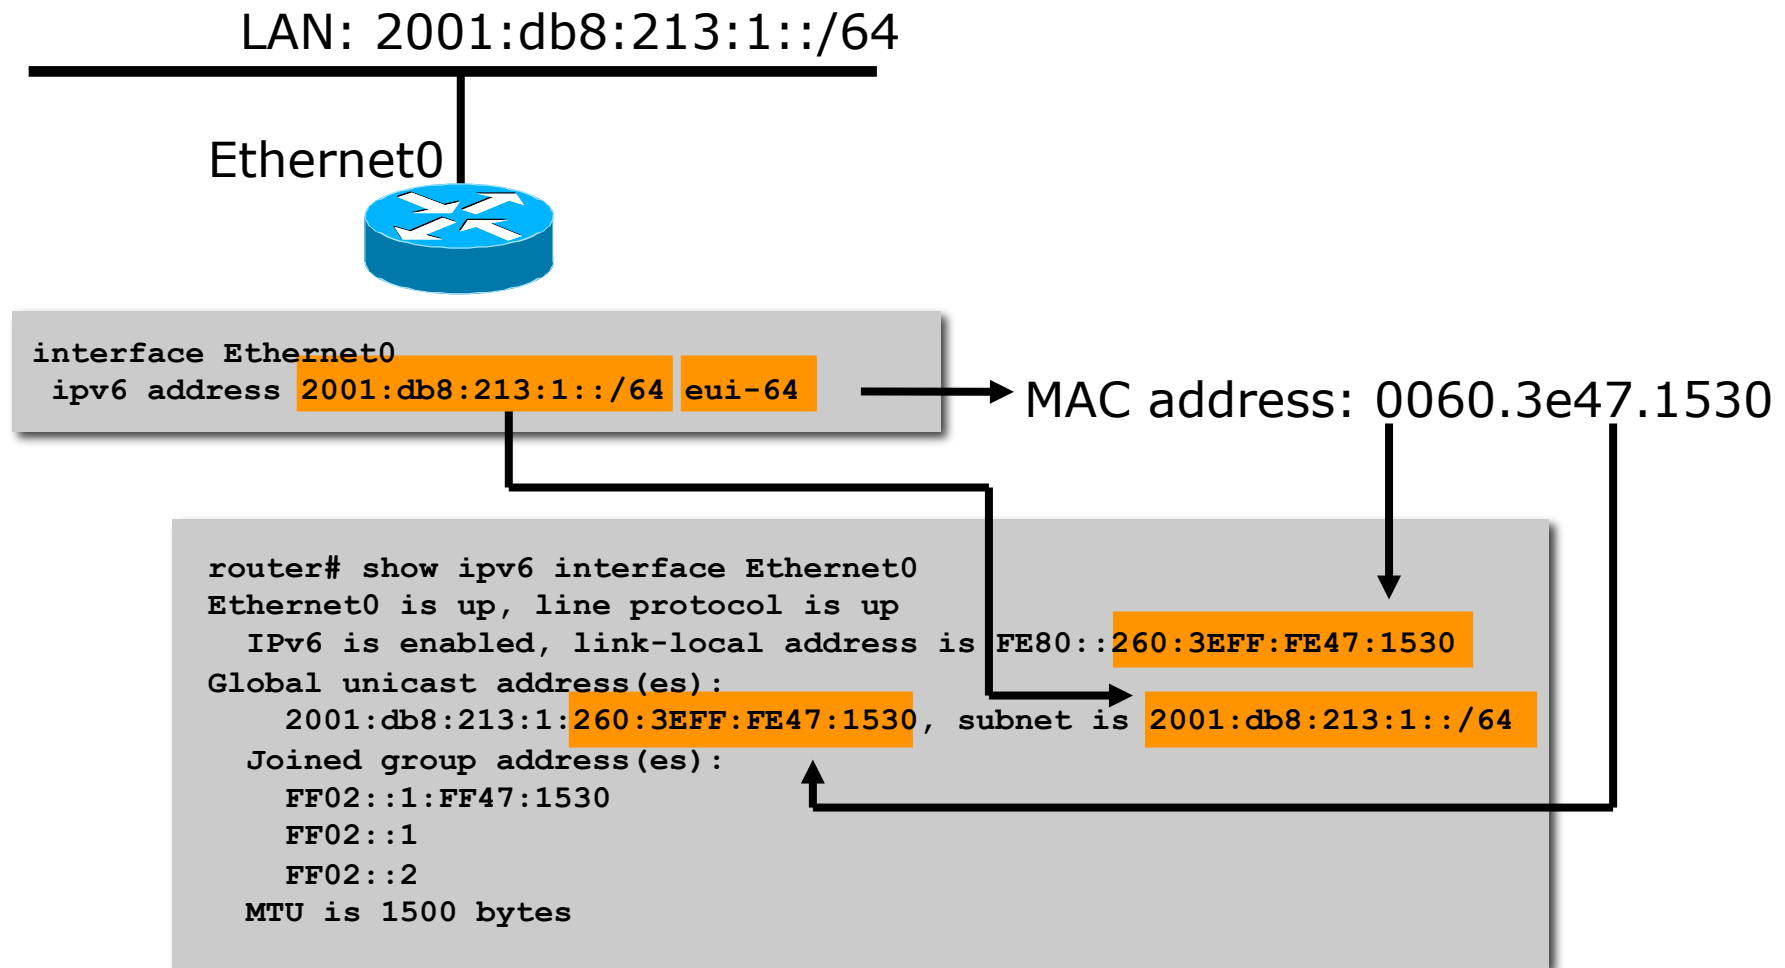 LAN: 2001:db8:213:1::/64
Ethernet0
interface Ethernet0
ipv6 address 2001:db8:213:1::/64 eui-64
MAC address: 0060.3e47.1530
router# show ipv6 interface Ethernet0
Ethernet0 is up, line protocol is up
IPv6 is enabled, link-local address is FE80::260:3EFF:FE47:1530
Global unicast address(es):
2001:db8:213:1:260:3EFF:FE47:1530, subnet is 2001:db8:213:1::/64
Joined group address(es):
FF02::1:FF47:1530
FF02::1
FF02::2
MTU is 1500 bytes